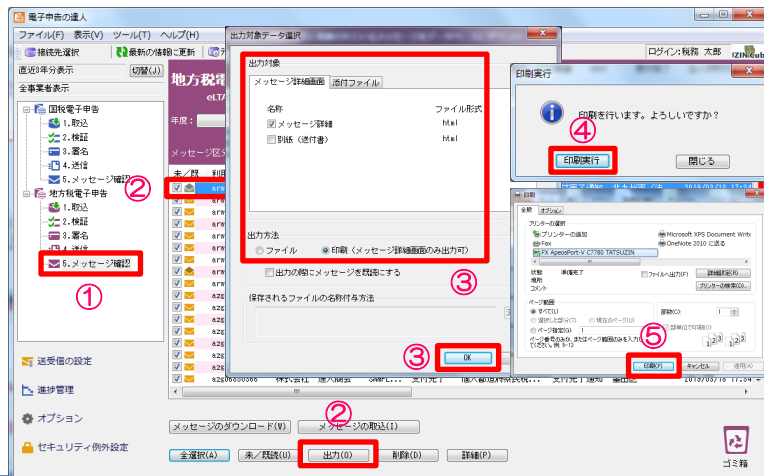 電子申告の達人
ファイル(F) 表示(V) ツール(T) ヘルプ(H)
接続先選択
最新の情報に更新
ログイン:税務 太郎
直近3年分表示
切替(J)
全事業者表示
国税電子申告
1.取込
2.検証
3.署名
4.送信
5.メッセージ確認
地方税電子申告
1.取込
2.検証
3.署名
4.送信
5.メッセージ確認
①
送受信の設定
進捗管理
オプション
セキュリティ例外設定
地方税電
eLTA
年度:
メッセージ区分
②
未/既
利用
出力対象データ選択
出力対象
メッセージ詳細画面
添付ファイル
名称
ファイル形式
メッセージ詳細
html
別紙 (送付書)
html
出力方法
ファイル
印刷 (メッセージ詳細画面のみ出力可)
③
出力の際にメッセージを既読にする
保存されるファイルの名称付与方法
③
OK
印刷実行
印刷を行います。よろしいですか?
④
印刷実行
閉じる
印刷
全般
オプション
プリンターの選択
プリンターの追加
Fax
FX ApeosPort-V C7780 TATSUZIN
Microsoft XPS Document Write
OneNote 2010 に送る
状態
準備完了
場所
コメント
ファイルへ出力(F)
詳細設定(R)
プリンターの検索(D)...
ページ範囲
すべて(L)
選択した部分(T)
現在のページ(U)
ページ指定(G):
1
部数(C):
1
部単位で印刷(O)
⑤
印刷(P)
キャンセル
適用(A)
②
メッセージのダウンロード(W)
メッセージの取込(I)
全選択(A)
未/既読(U)
出力(O)
削除(D)
詳細(P)
ゴミ箱